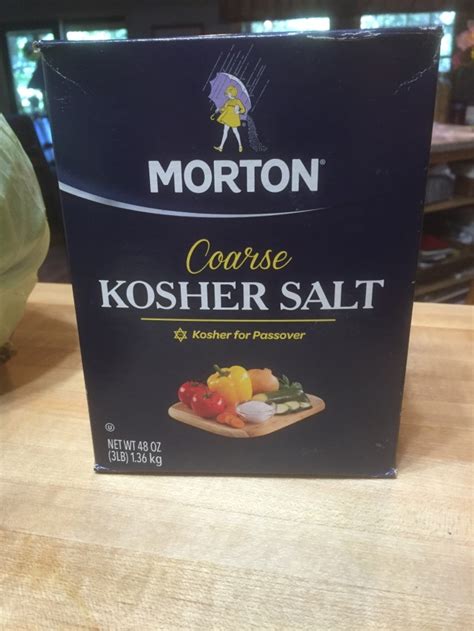 MORTON®
Coarse
KOSHER SALT
Kosher for Passover
U
NET WT 48 OZ
(3LB) 1.36 kg